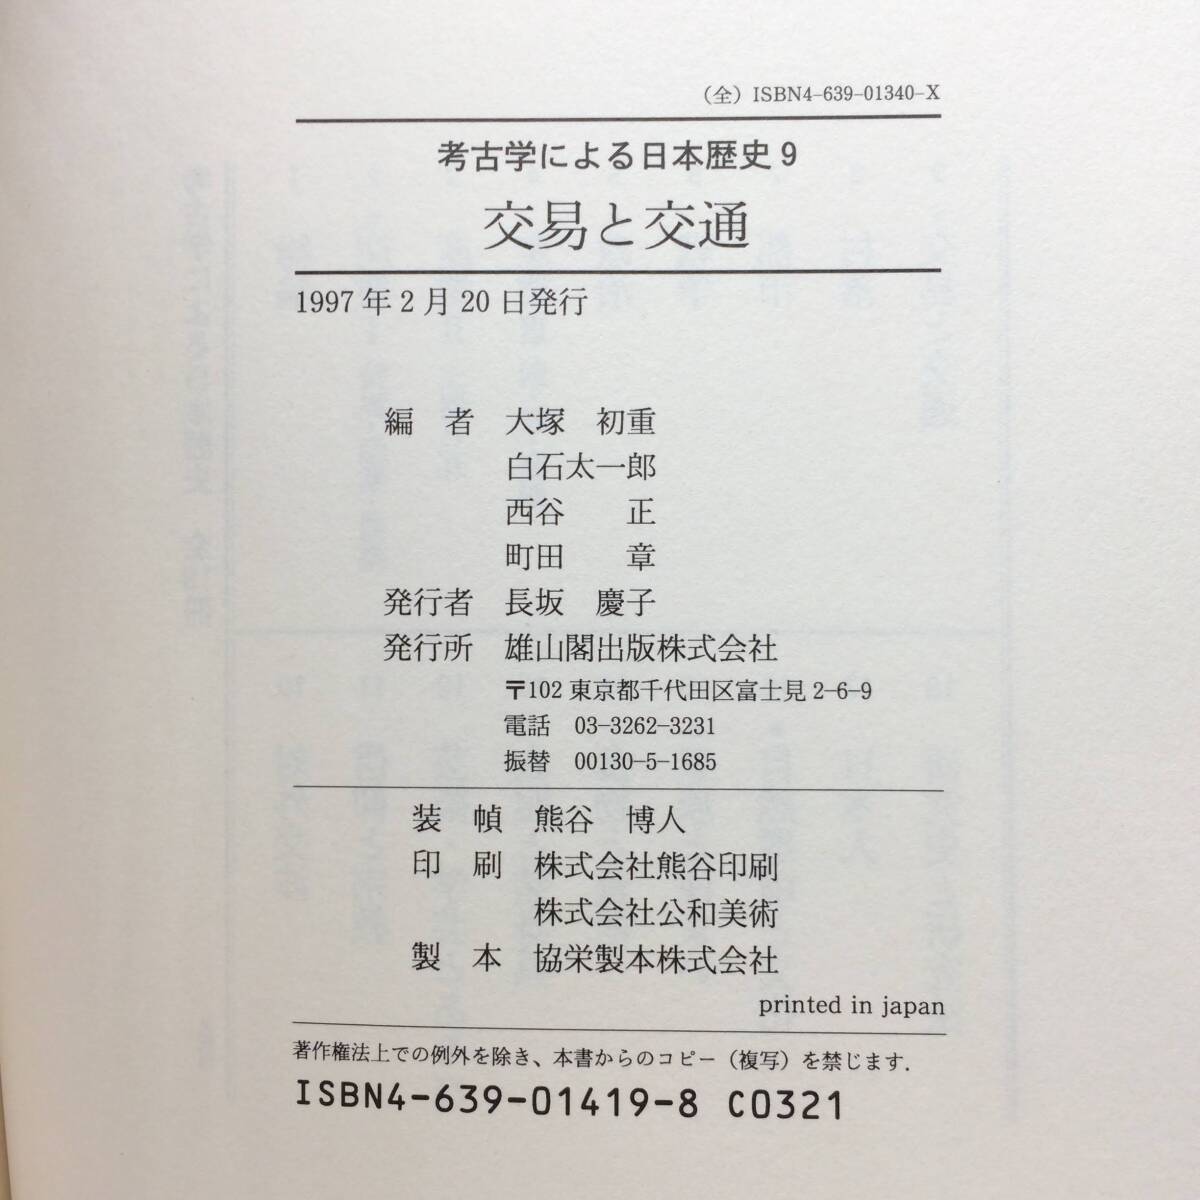 （全）ISBN4-639-01340-X
考古学による日本歴史9
交易と交通
1997年2月20日発行
編　者　大塚　初重
白石太一郎
西谷　　正
町田　　章
発行者　長坂　慶子
発行所　雄山閣出版株式会社
〒102 東京都千代田区富士見2-6-9
電話　03-3262-3231
振替　00130-5-1685
装　幀　熊谷　博人
印　刷　株式会社熊谷印刷
株式会社公和美術
製　本　協栄製本株式会社
printed in japan
著作権法上での例外を除き、本書からのコピー（複写）を禁じます．
ISBN4-639-01419-8 C0321